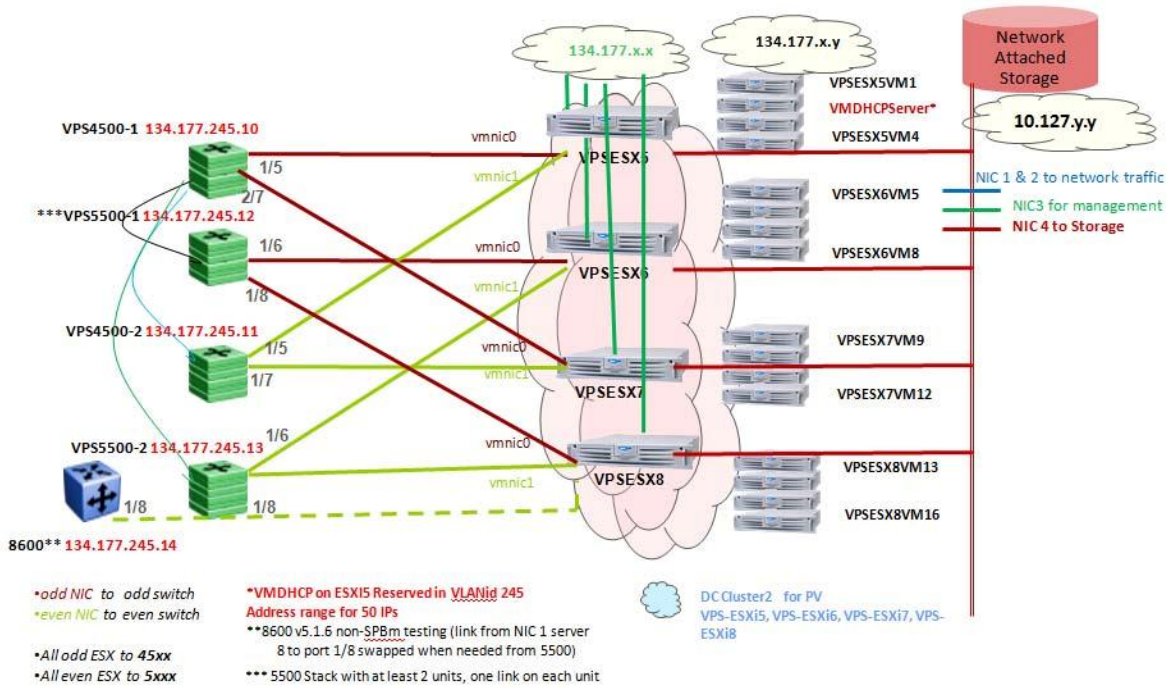 134.177.x.x
134.177.x.y
Network
Attached
Storage
10.127.y.y
VPS4500-1 134.177.245.10
1/5
2/7
***VPS5500-1 134.177.245.12
1/6
1/8
VPS4500-2 134.177.245.11
1/5
1/7
VPS5500-2 134.177.245.13
1/6
1/8
1/8
8600** 134.177.245.14
vmnic0
vmnic1
VPSESX5
vmnic0
vmnic1
VPSESX6
vmnic0
vmnic1
VPSESX7
vmnic0
vmnic1
VPSESX8
VPSESX5VM1
VMDHCPServer*
VPSESX5VM4
VPSESX6VM5
VPSESX6VM8
VPSESX7VM9
VPSESX7VM12
VPSESX8VM13
VPSESX8VM16
NIC 1 & 2 to network traffic
NIC3 for management
NIC 4 to Storage
•odd NIC to odd switch
•even NIC to even switch
•All odd ESX to 45xx
•All even ESX to 5xxx
*VMDHCP on ESXI5 Reserved in VLANid 245
Address range for 50 IPs
**8600 v5.1.6 non-SPBm testing (link from NIC 1 server
8 to port 1/8 swapped when needed from 5500)
*** 5500 Stack with at least 2 units, one link on each unit
DC Cluster2 for PV
VPS-ESXi5, VPS-ESXi6, VPS-ESXi7, VPS-
ESXi8